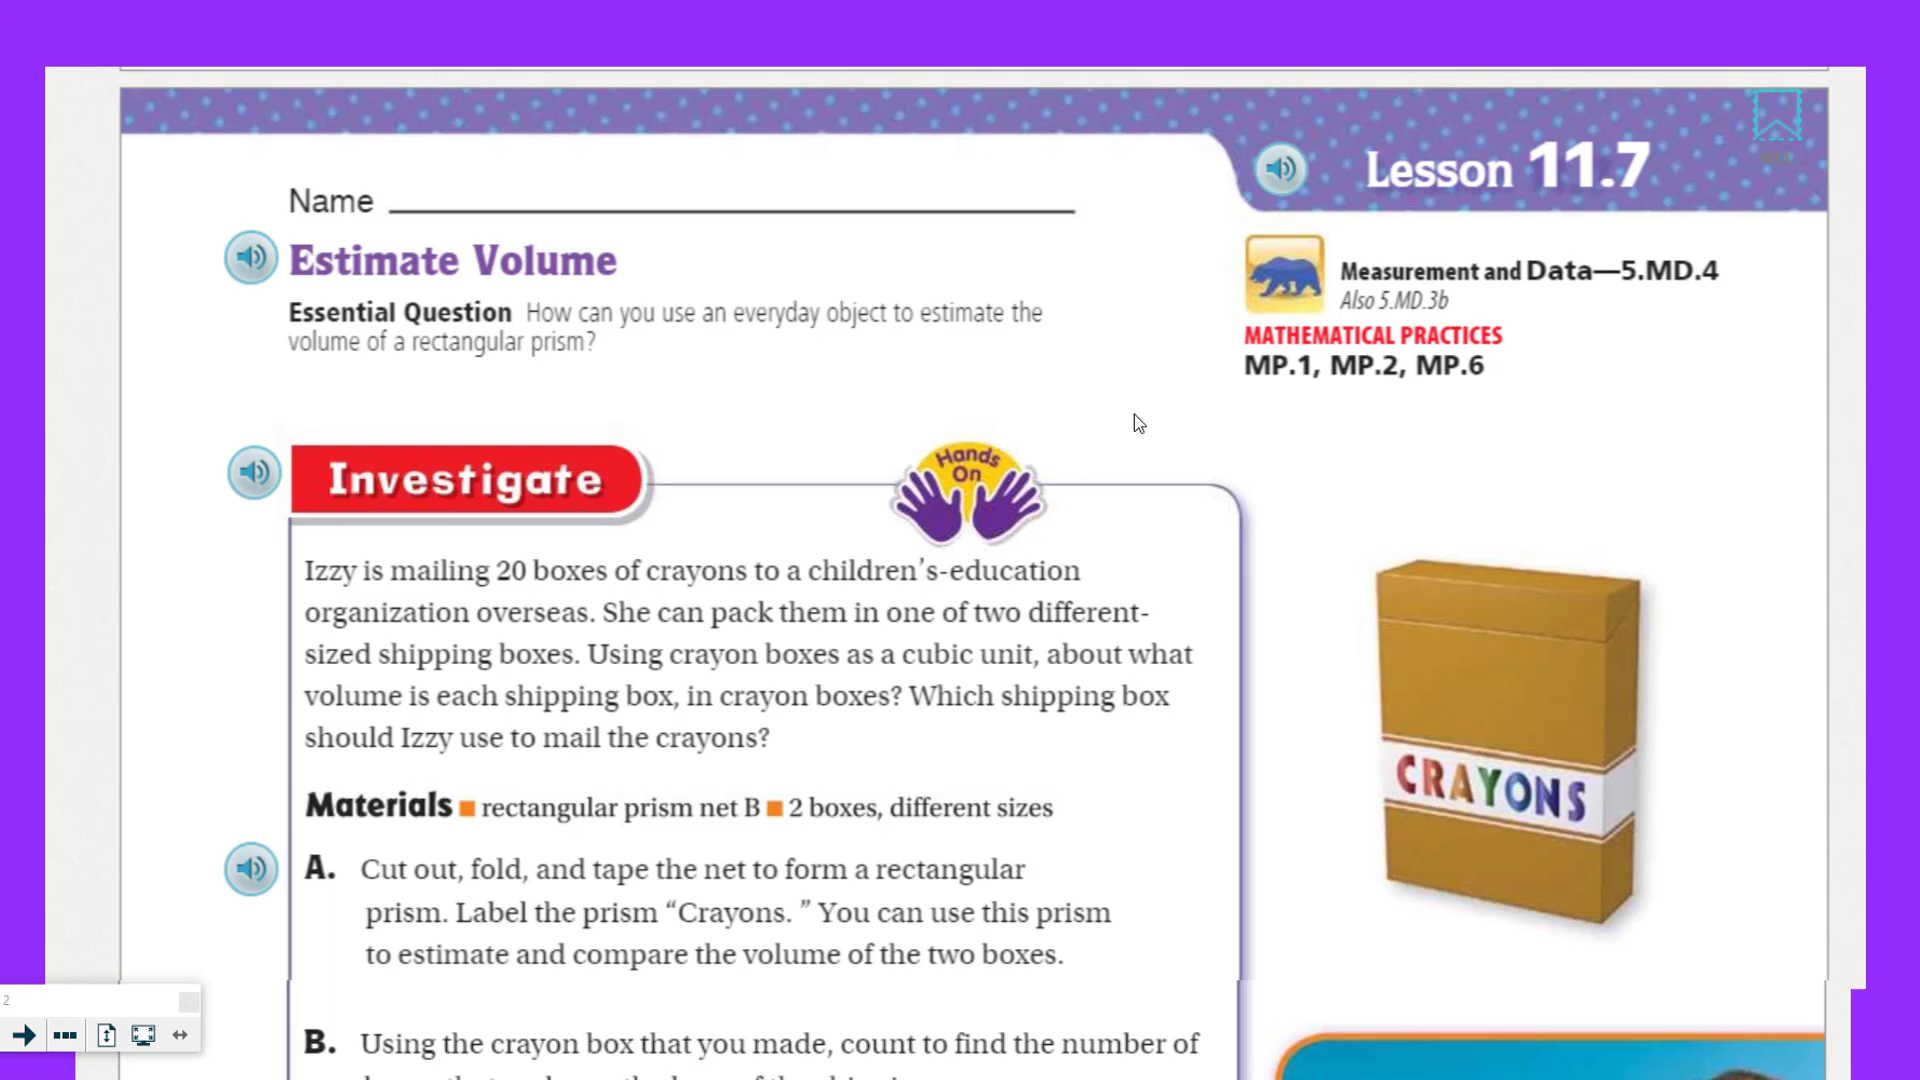 Lesson 11.7
Name
Estimate Volume
Essential Question How can you use an everyday object to estimate the
volume of a rectangular prism?
Measurement and Data—5.MD.4
Also 5.MD.3b
MATHEMATICAL PRACTICES
MP.1, MP.2, MP.6
Investigate
Hands
On
Izzy is mailing 20 boxes of crayons to a children's-education
organization overseas. She can pack them in one of two different-
sized shipping boxes. Using crayon boxes as a cubic unit, about what
volume is each shipping box, in crayon boxes? Which shipping box
should Izzy use to mail the crayons?
Materials ■ rectangular prism net B ■ 2 boxes, different sizes
CRAYONS
A. Cut out, fold, and tape the net to form a rectangular
prism. Label the prism “Crayons. ” You can use this prism
to estimate and compare the volume of the two boxes.
2
B. Using the crayon box that you made, count to find the number of